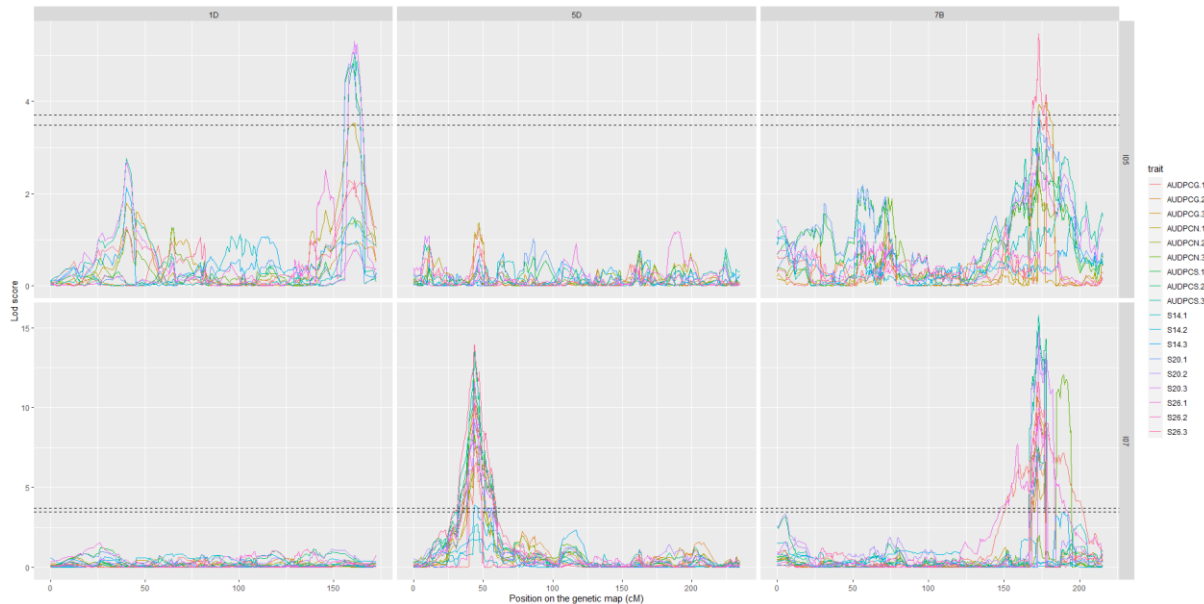 1D 5D 7B
4
2
0
I05
15
10
5
0
I07
Lod score
0 50 100 150 0 50 100 150 200 0 50 100 150 200
Position on the genetic map (cM)
trait
AUDPCG.1
AUDPCG.2
AUDPCG.3
AUDPCN.1
AUDPCN.2
AUDPCN.3
AUDPCS.1
AUDPCS.2
AUDPCS.3
S14.1
S14.2
S14.3
S20.1
S20.2
S20.3
S26.1
S26.2
S26.3